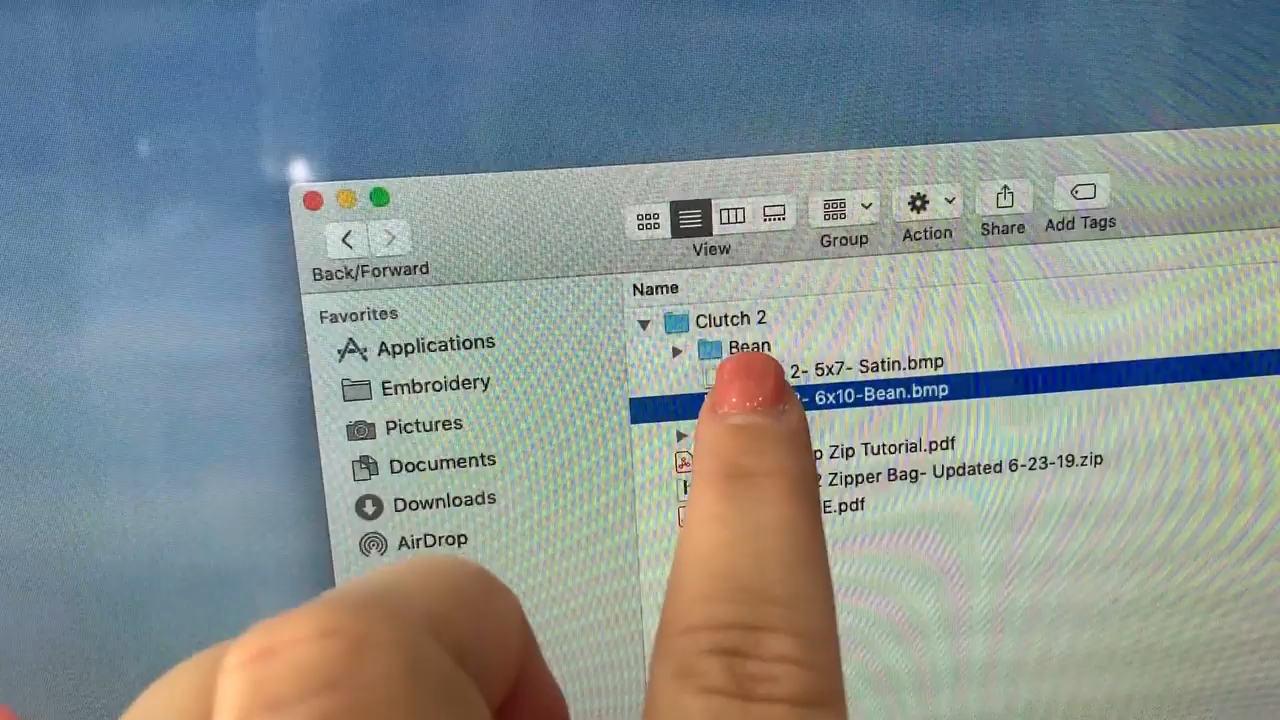 View
Group
Action
Share
Add Tags
Back/Forward
Name
Favorites
Applications
Embroidery
Pictures
Documents
Downloads
AirDrop
Clutch 2
Bean
2- 5x7- Satin.bmp
- 6x10-Bean.bmp
Zip Tutorial.pdf
Zipper Bag- Updated 6-23-19.zip
E.pdf